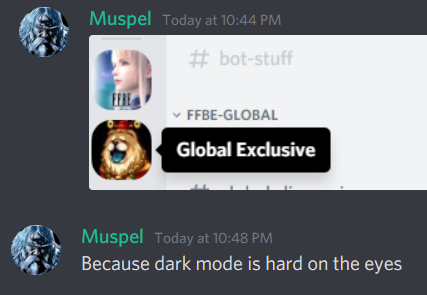 Muspel Today at 10:44 PM
# bot-stuff
FFBE
FFBE-GLOBAL
Global Exclusive
Muspel Today at 10:48 PM
Because dark mode is hard on the eyes